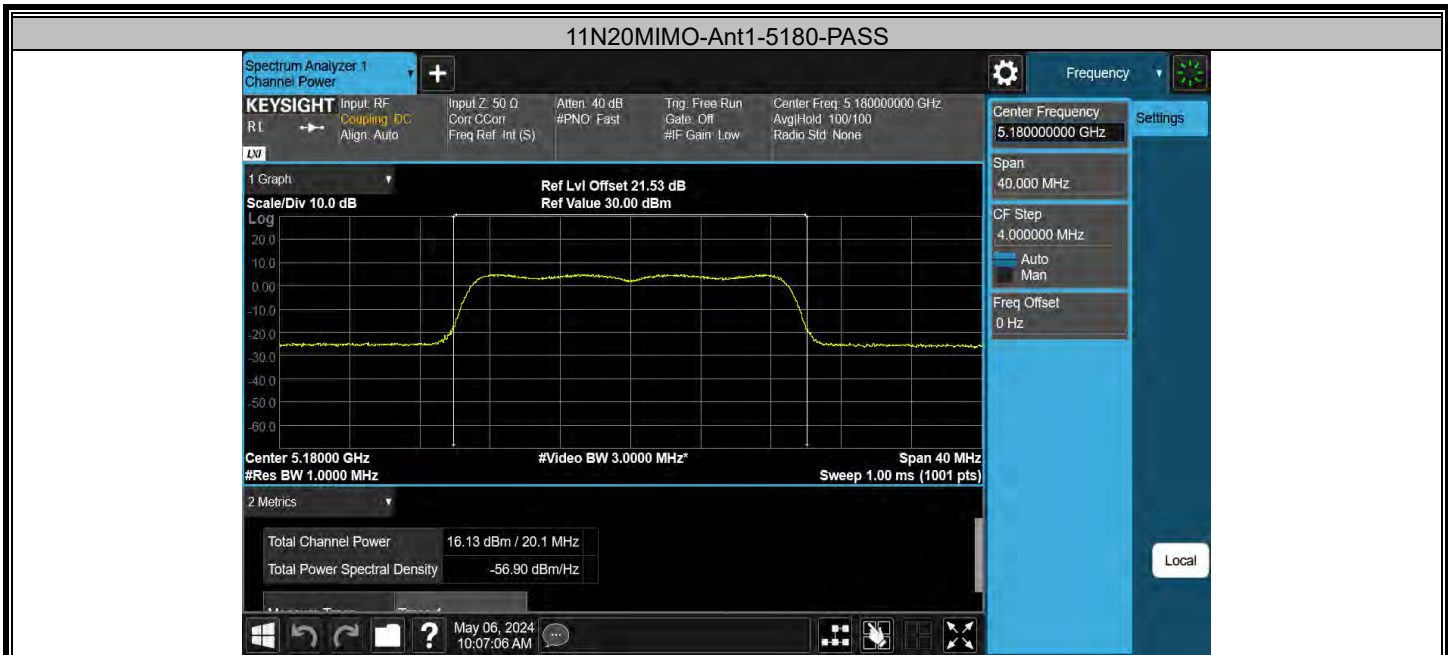 11N20MIMO-Ant1-5180-PASS
Spectrum Analyzer 1
Channel Power
Frequency
KEYSIGHT
RL
LXI
Input: RF
Coupling: DC
Align: Auto
Input Z: 50 Ω
Corr CCorr
Freq Ref: Int (S)
Atten: 40 dB
#PNO: Fast
Trig: Free Run
Gate: Off
#IF Gain: Low
Center Freq: 5.180000000 GHz
Avg|Hold: 100/100
Radio Std: None
Center Frequency
5.180000000 GHz
Settings
Span
40.000 MHz
CF Step
4.000000 MHz
Auto
Man
Freq Offset
0 Hz
1 Graph
Scale/Div 10.0 dB
Ref Lvl Offset 21.53 dB
Ref Value 30.00 dBm
Log
20.0
10.0
0.00
-10.0
-20.0
-30.0
-40.0
-50.0
-60.0
Center 5.18000 GHz
#Video BW 3.0000 MHz*
Span 40 MHz
#Res BW 1.0000 MHz
Sweep 1.00 ms (1001 pts)
2 Metrics
Total Channel Power 16.13 dBm / 20.1 MHz
Total Power Spectral Density -56.90 dBm/Hz
Local
?
May 06, 2024
10:07:06 AM